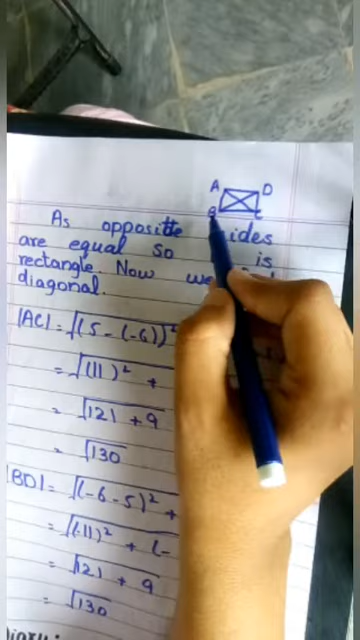 A D
B C
As opposite sides
are equal so is
rectangle. Now we
diagonal.
|AC| = √(5-(-6))²
= √(11)² +
= √121 + 9
= √130
|BD| = √(-6-5)² +
= √(-11)² + (-
= √121 + 9
= √130